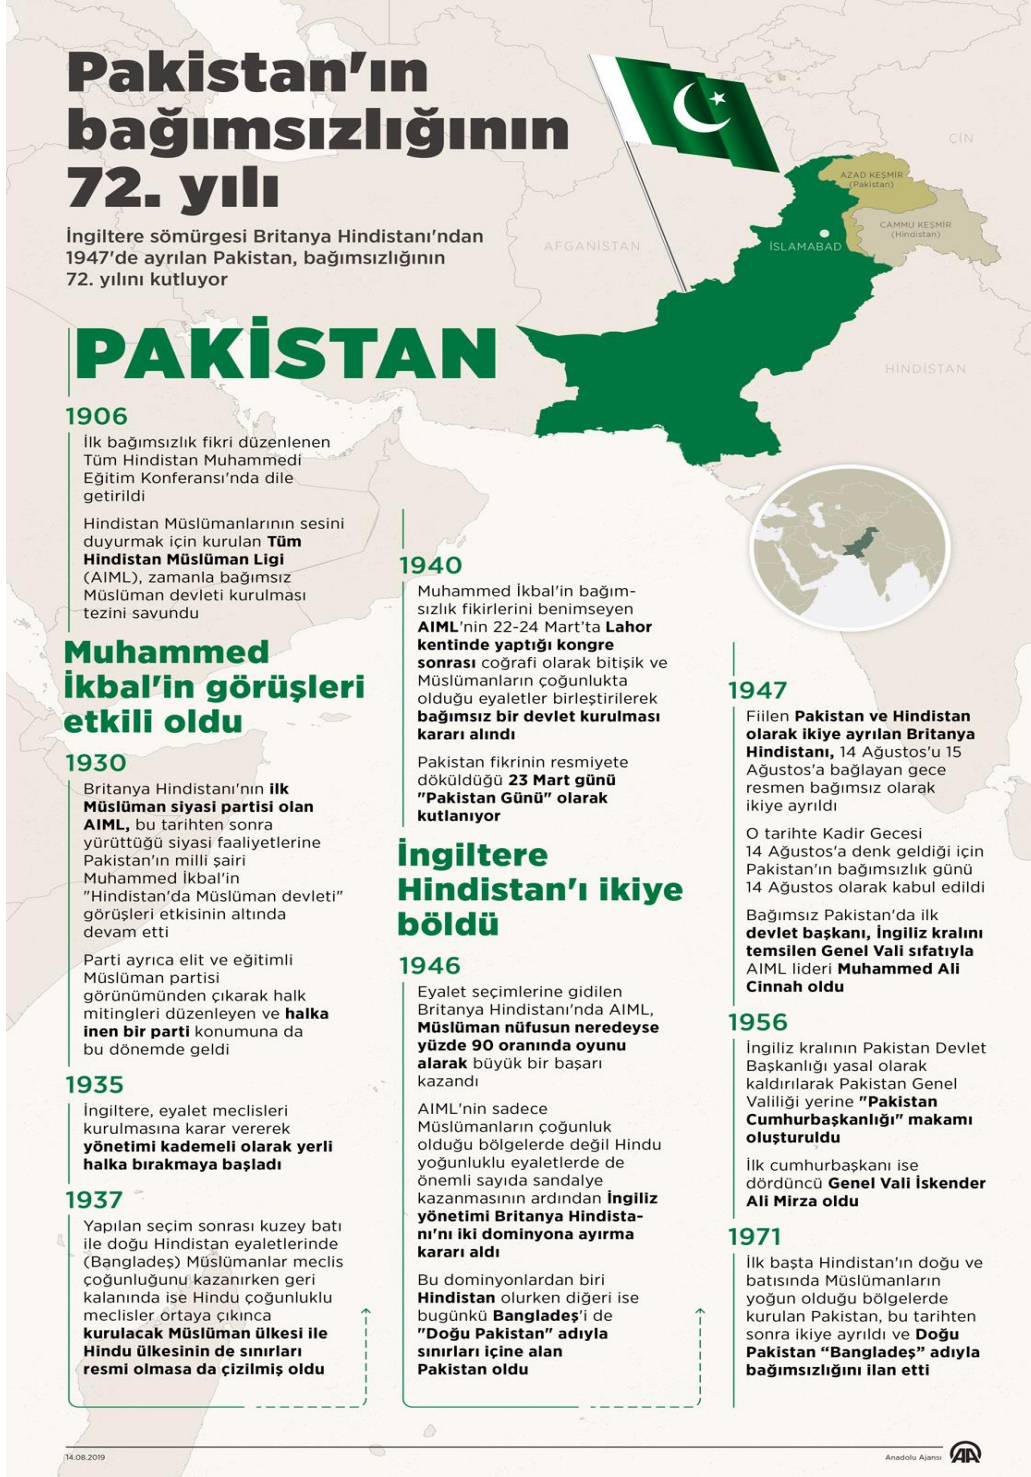 Pakistan'ın
bağımsızlığının
72. yılı
İngiltere sömürgesi Britanya Hindistanı'ndan
1947'de ayrılan Pakistan, bağımsızlığının
72. yılını kutluyor
ÇİN
AZAD KEŞMİR
(Pakistan)
CAMMU KEŞMİR
(Hindistan)
AFGANİSTAN
İSLAMABAD
HİNDİSTAN
PAKİSTAN
1906
İlk bağımsızlık fikri düzenlenen
Tüm Hindistan Muhammedi
Eğitim Konferansı'nda dile
getirildi
Hindistan Müslümanlarının sesini
duyurmak için kurulan Tüm
Hindistan Müslüman Ligi
(AIML), zamanla bağımsız
Müslüman devleti kurulması
tezini savundu
Muhammed
İkbal'in görüşleri
etkili oldu
1930
Britanya Hindistanı'nın ilk
Müslüman siyasi partisi olan
AIML, bu tarihten sonra
yürüttüğü siyasi faaliyetlerine
Pakistan'ın milli şairi
Muhammed İkbal'in
"Hindistan'da Müslüman devleti"
görüşleri etkisinin altında
devam etti
Parti ayrıca elit ve eğitimli
Müslüman partisi
görünümünden çıkarak halk
mitingleri düzenleyen ve halka
inen bir parti konumuna da
bu dönemde geldi
1935
İngiltere, eyalet meclisleri
kurulmasına karar vererek
yönetimi kademeli olarak yerli
halka bırakmaya başladı
1937
Yapılan seçim sonrası kuzey batı
ile doğu Hindistan eyaletlerinde
(Bangladeş) Müslümanlar meclis
çoğunluğunu kazanırken geri
kalanında ise Hindu çoğunluklu
meclisler ortaya çıkınca
kurulacak Müslüman ülkesi ile
Hindu ülkesinin de sınırları
resmi olmasa da çizilmiş oldu
1940
Muhammed İkbal'in bağım-
sızlık fikirlerini benimseyen
AIML'nin 22-24 Mart'ta Lahor
kentinde yaptığı kongre
sonrası coğrafi olarak bitişik ve
Müslümanların çoğunlukta
olduğu eyaletler birleştirilerek
bağımsız bir devlet kurulması
kararı alındı
Pakistan fikrinin resmiyete
döküldüğü 23 Mart günü
"Pakistan Günü" olarak
kutlanıyor
İngiltere
Hindistan'ı ikiye
böldü
1946
Eyalet seçimlerine gidilen
Britanya Hindistanı'nda AIML,
Müslüman nüfusun neredeyse
yüzde 90 oranında oyunu
alarak büyük bir başarı
kazandı
AIML'nin sadece
Müslümanların çoğunluk
olduğu bölgelerde değil Hindu
yoğunluklu eyaletlerde de
önemli sayıda sandalye
kazanmasının ardından İngiliz
yönetimi Britanya Hindista-
nı'nı iki dominyona ayırma
kararı aldı
Bu dominyonlardan biri
Hindistan olurken diğeri ise
bugünkü Bangladeş'i de
"Doğu Pakistan" adıyla
sınırları içine alan
Pakistan oldu
1947
Fiilen Pakistan ve Hindistan
olarak ikiye ayrılan Britanya
Hindistanı, 14 Ağustos'u 15
Ağustos'a bağlayan gece
resmen bağımsız olarak
ikiye ayrıldı
O tarihte Kadir Gecesi
14 Ağustos'a denk geldiği için
Pakistan'ın bağımsızlık günü
14 Ağustos olarak kabul edildi
Bağımsız Pakistan'da ilk
devlet başkanı, İngiliz kralını
temsilen Genel Vali sıfatıyla
AIML lideri Muhammed Ali
Cinnah oldu
1956
İngiliz kralının Pakistan Devlet
Başkanlığı yasal olarak
kaldırılarak Pakistan Genel
Valiliği yerine "Pakistan
Cumhurbaşkanlığı" makamı
oluşturuldu
İlk cumhurbaşkanı ise
dördüncü Genel Vali İskender
Ali Mirza oldu
1971
İlk başta Hindistan'ın doğu ve
batısında Müslümanların
yoğun olduğu bölgelerde
kurulan Pakistan, bu tarihten
sonra ikiye ayrıldı ve Doğu
Pakistan “Bangladeş” adıyla
bağımsızlığını ilan etti
14.08.2019
Anadolu Ajansı AA